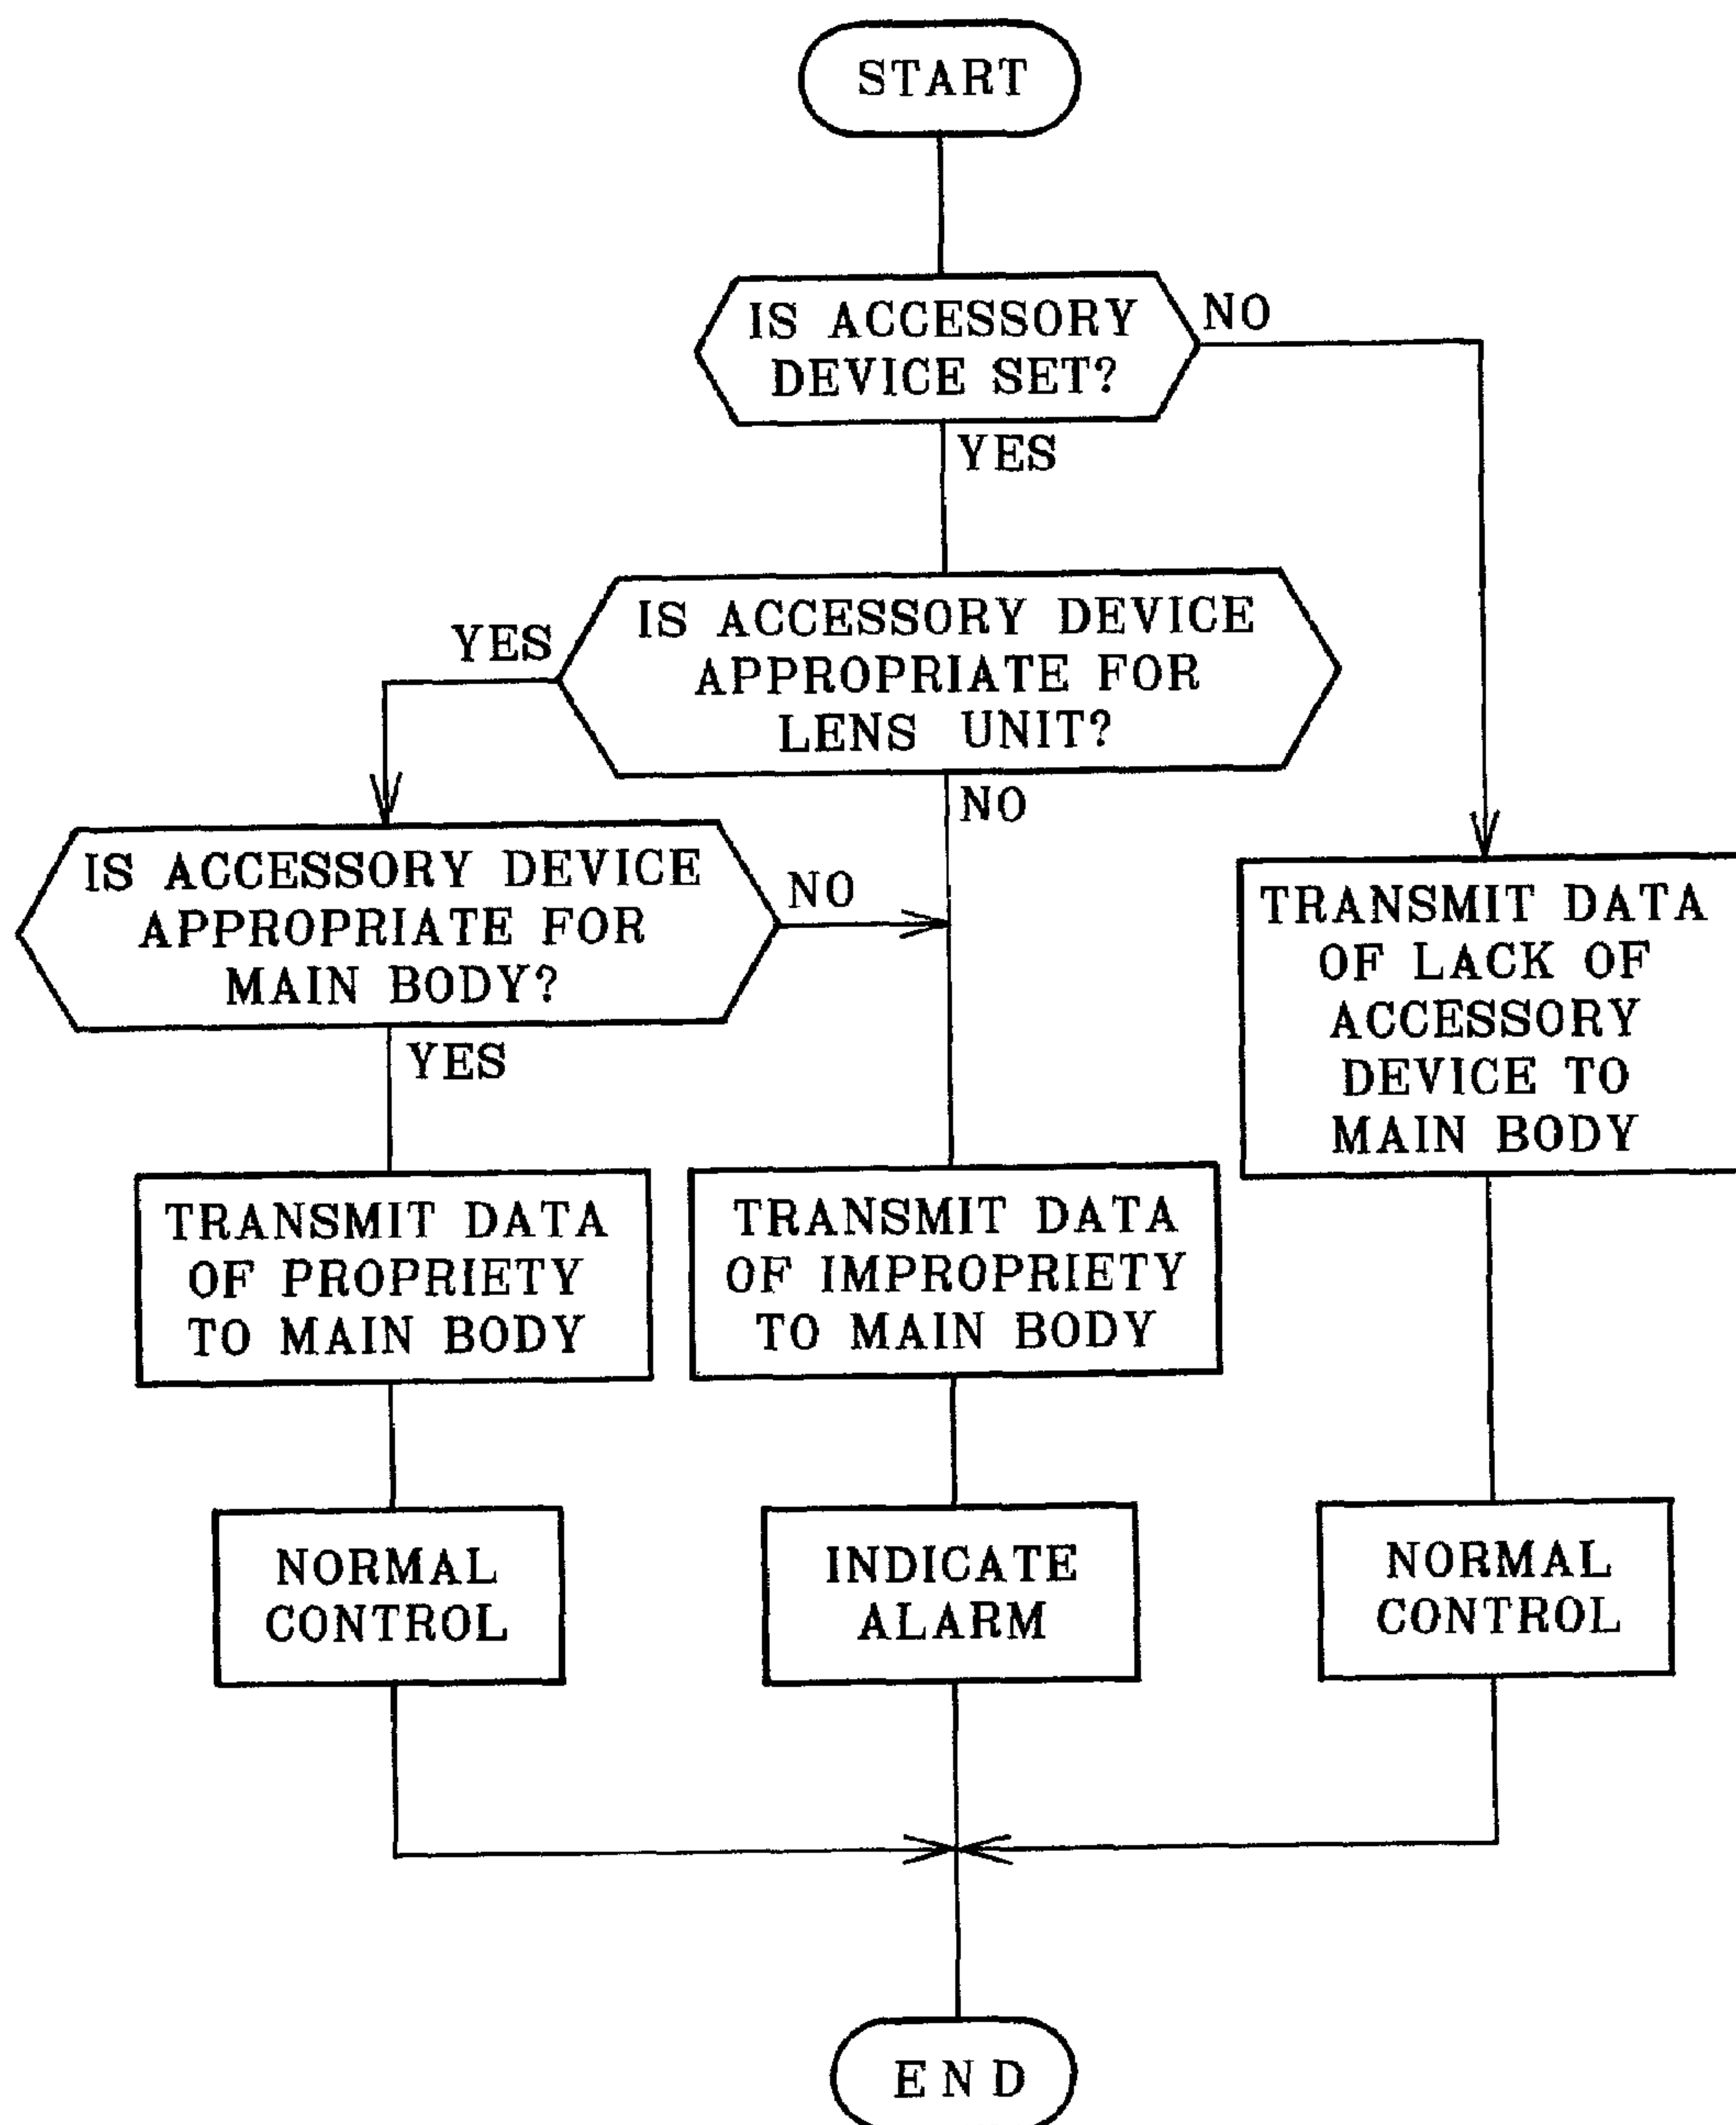 START
IS ACCESSORY
DEVICE SET?
NO
YES
IS ACCESSORY DEVICE
APPROPRIATE FOR
LENS UNIT?
YES
NO
IS ACCESSORY DEVICE
APPROPRIATE FOR
MAIN BODY?
NO
YES
TRANSMIT DATA
OF LACK OF
ACCESSORY
DEVICE TO
MAIN BODY
TRANSMIT DATA
OF PROPRIETY
TO MAIN BODY
TRANSMIT DATA
OF IMPROPRIETY
TO MAIN BODY
NORMAL
CONTROL
INDICATE
ALARM
NORMAL
CONTROL
END